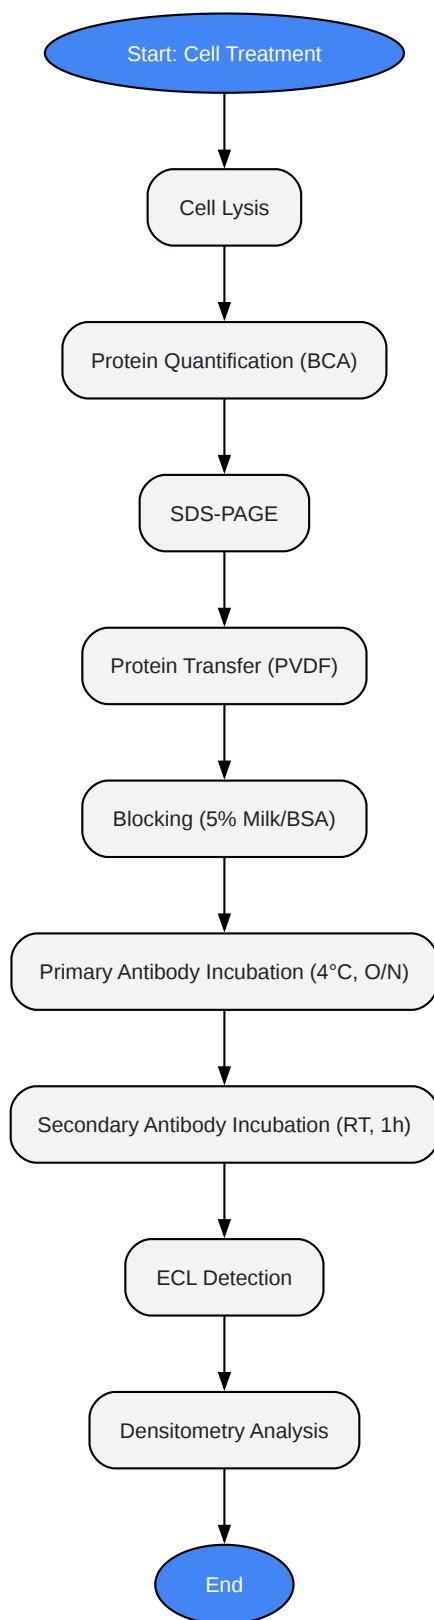 Start: Cell Treatment
Cell Lysis
Protein Quantification (BCA)
SDS-PAGE
Protein Transfer (PVDF)
Blocking (5% Milk/BSA)
Primary Antibody Incubation (4°C, O/N)
Secondary Antibody Incubation (RT, 1h)
ECL Detection
Densitometry Analysis
End